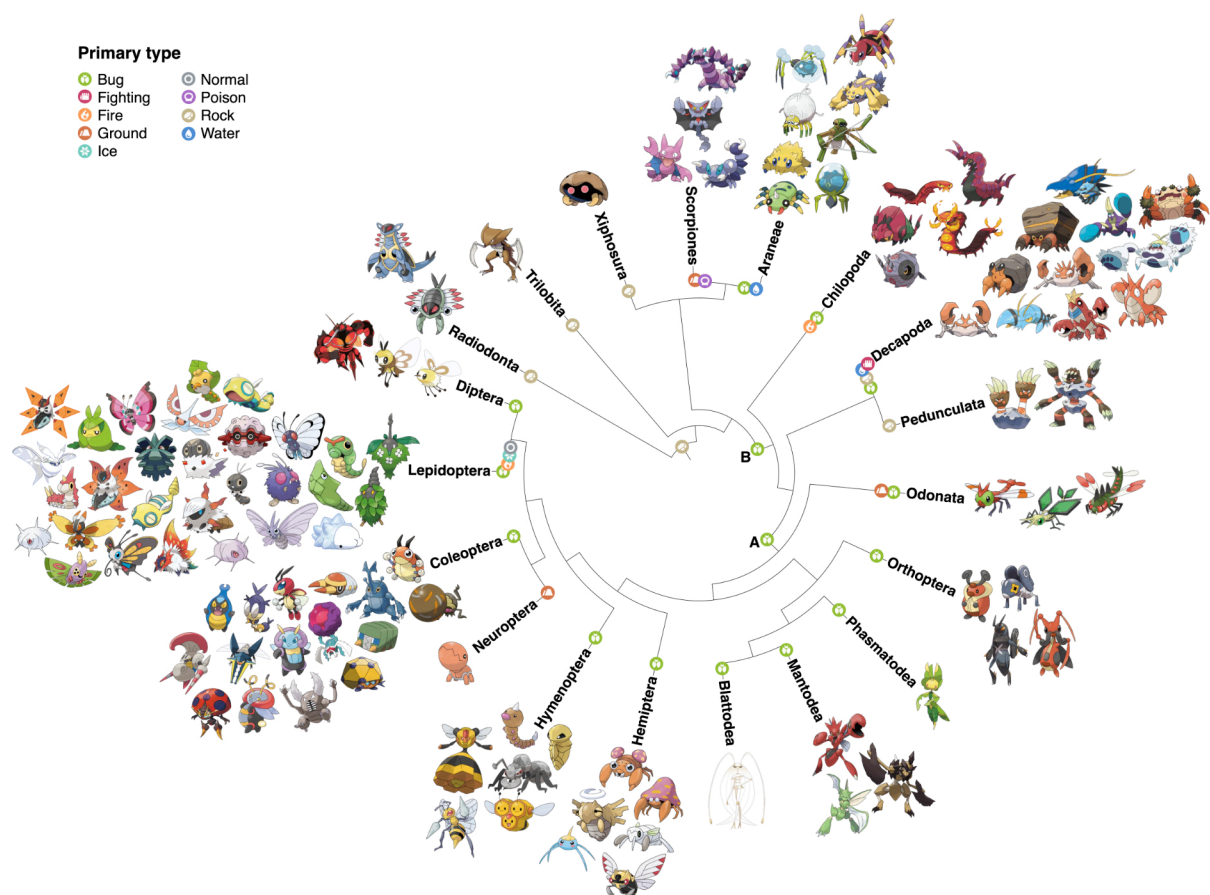 Primary type
Bug
Fighting
Fire
Ground
Ice
Normal
Poison
Rock
Water
Xiphosura
Scorpiones
Araneae
Chilopoda
Decapoda
Pedunculata
Odonata
Orthoptera
Phasmatodea
Mantodea
Blattodea
Hemiptera
Hymenoptera
Neuroptera
Coleoptera
Lepidoptera
Diptera
Radiodonta
Trilobita
B
A